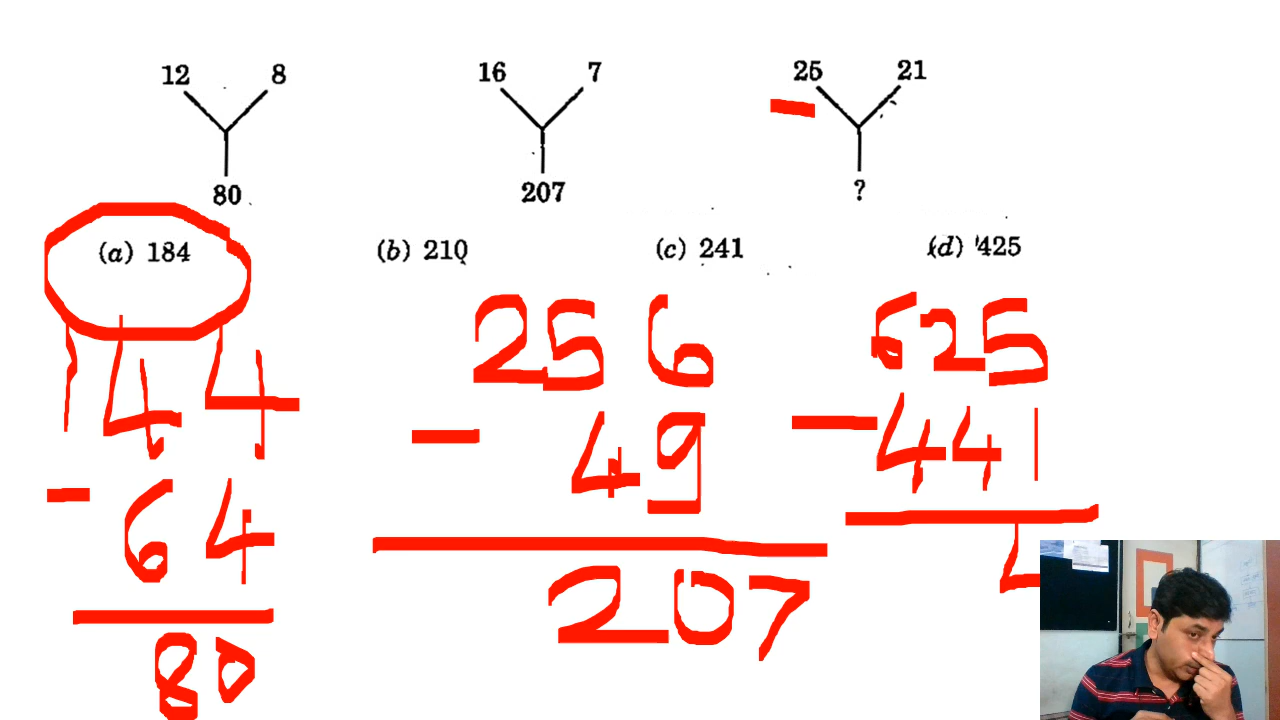 12 8 16 7 25 21
80 207 ?
(a) 184 (b) 210 (c) 241 (d) 425
144 256 625
- 64 - 49 - 441
80 207 4